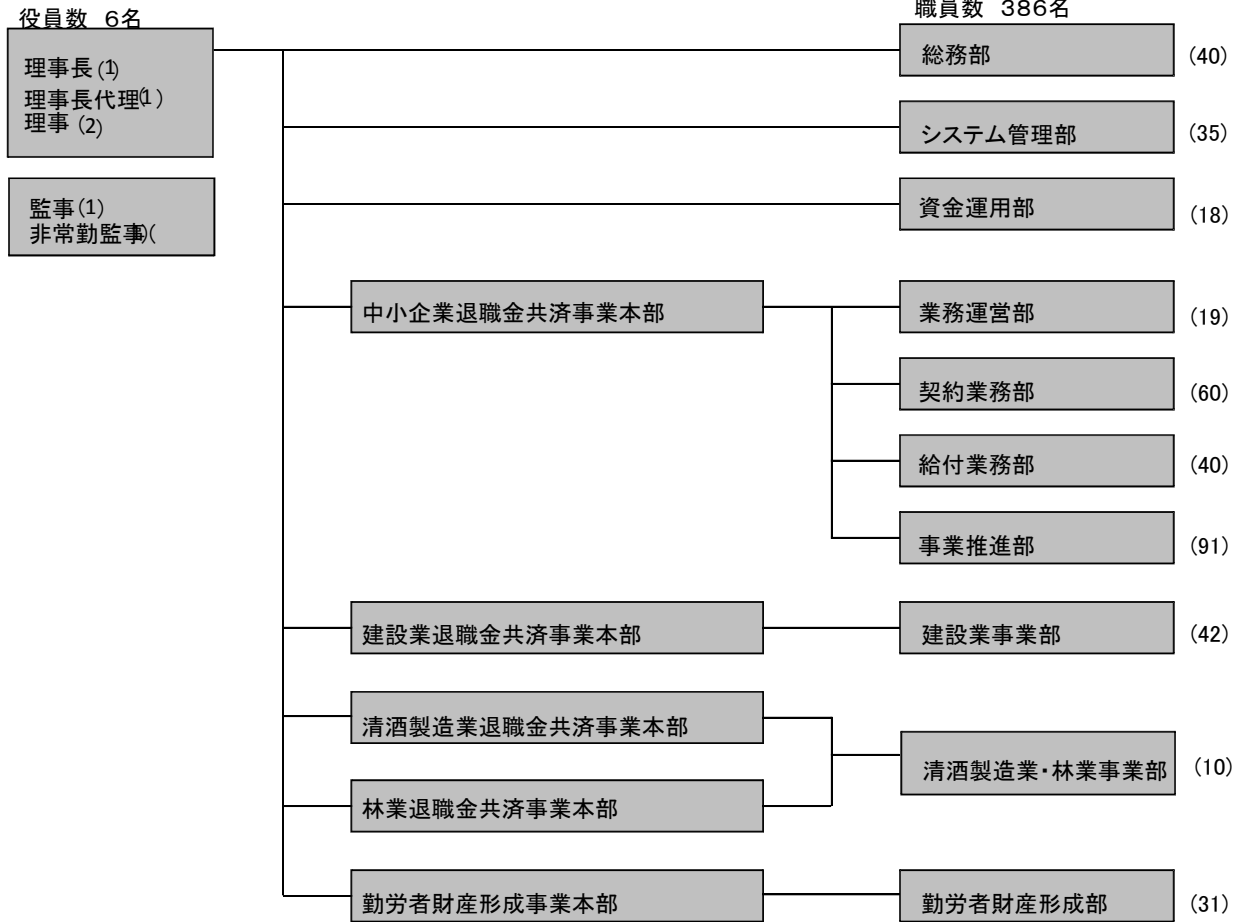 役員数 6名
理事長(1)
理事長代理(1)
理事(2)
監事(1)
非常勤監事
職員数 386名
総務部 (40)
システム管理部 (35)
資金運用部 (18)
中小企業退職金共済事業本部
業務運営部 (19)
契約業務部 (60)
給付業務部 (40)
事業推進部 (91)
建設業退職金共済事業本部
建設業事業部 (42)
清酒製造業退職金共済事業本部
林業退職金共済事業本部
清酒製造業・林業事業部 (10)
勤労者財産形成事業本部
勤労者財産形成部 (31)